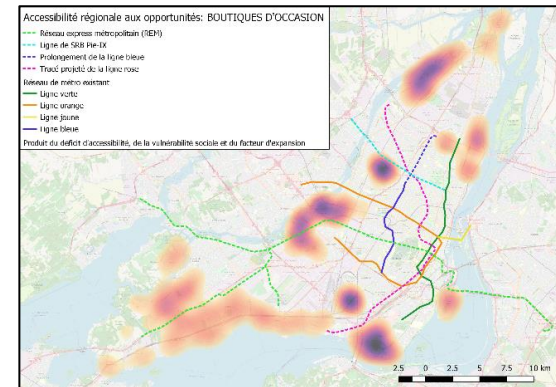 Accessibilité régionale aux opportunités: BOUTIQUES D'OCCASION
Réseau express métropolitain (REM)
Ligne de SRB Pie-IX
Prolongement de la ligne bleue
Tracé projeté de la ligne rose
Réseau de métro existant
Ligne verte
Ligne orange
Ligne jaune
Ligne bleue
Produit du déficit d'accessibilité, de la vulnérabilité sociale et du facteur d'expansion
2.5 0 2.5 5 7.5 10 km